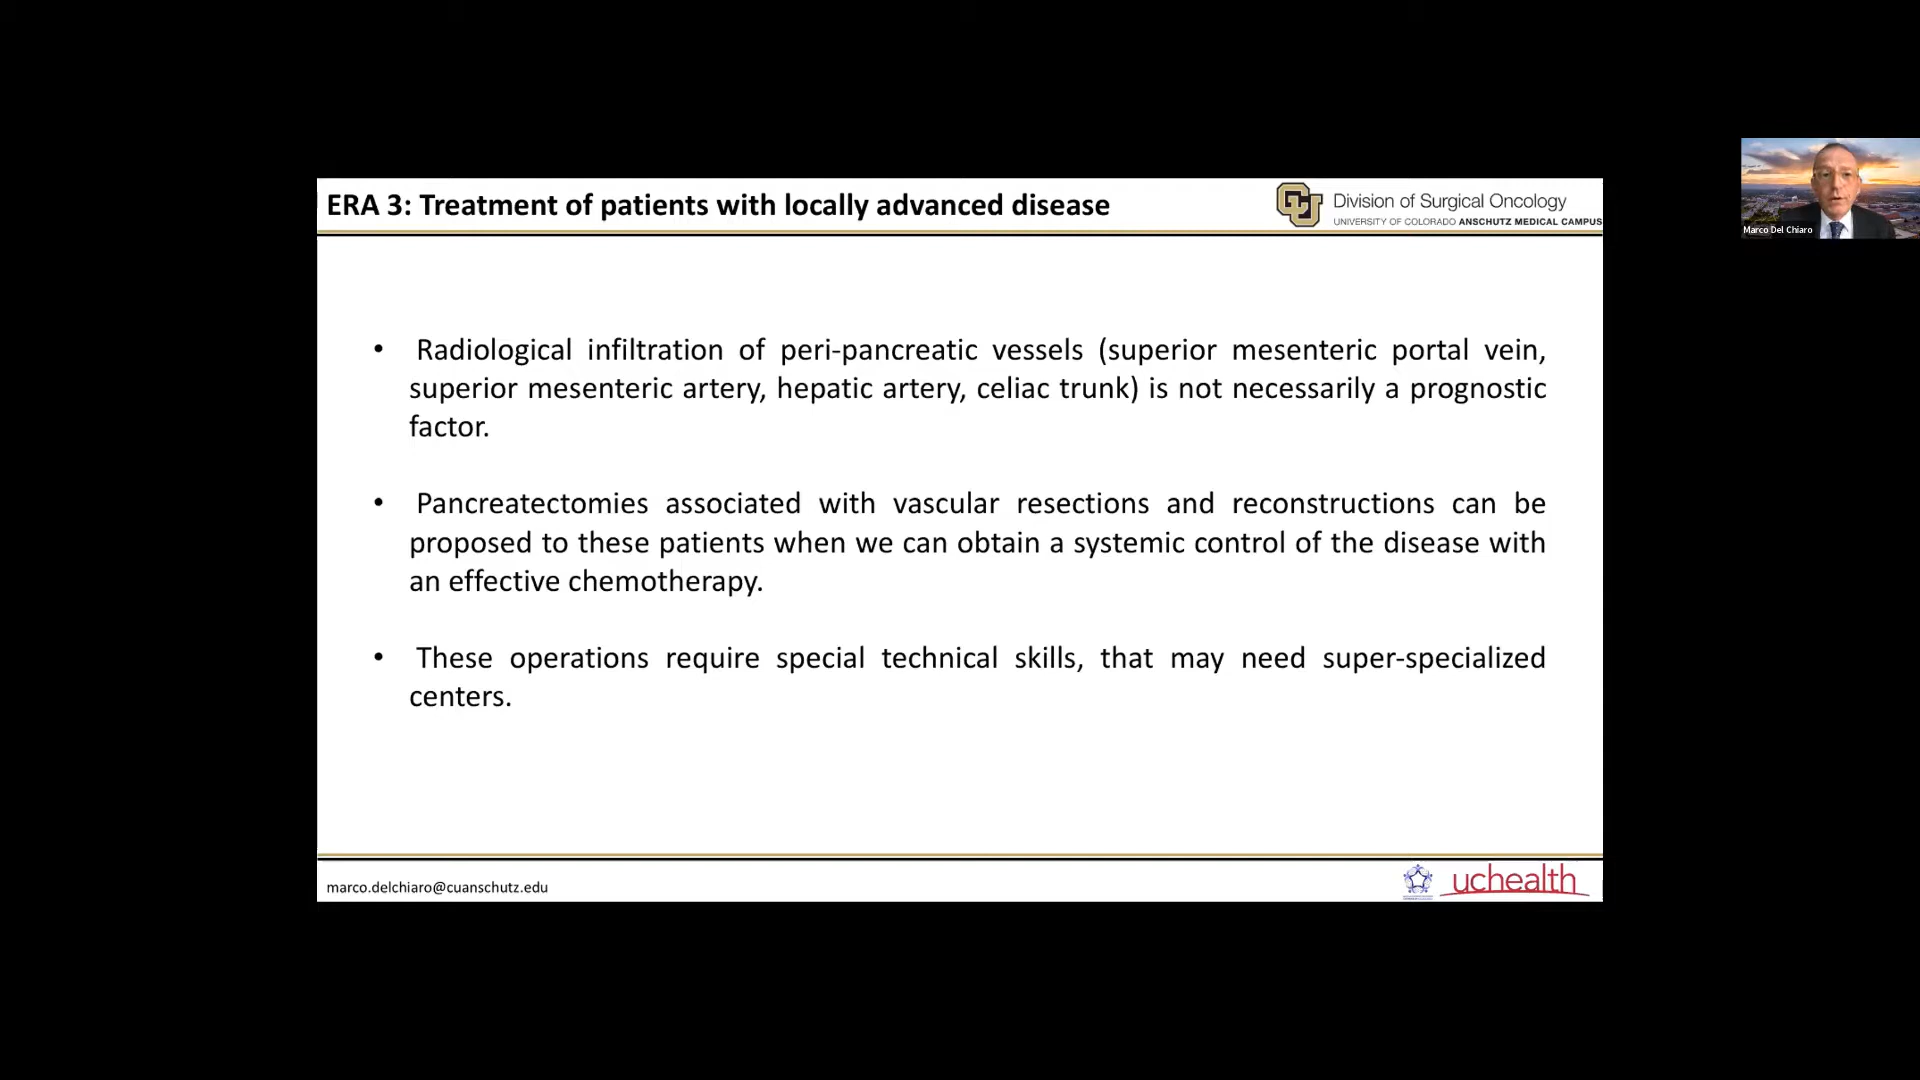 ERA 3: Treatment of patients with locally advanced disease
Division of Surgical Oncology
UNIVERSITY OF COLORADO ANSCHUTZ MEDICAL CAMPUS
Marco Del Chiaro
• Radiological infiltration of peri-pancreatic vessels (superior mesenteric portal vein,
superior mesenteric artery, hepatic artery, celiac trunk) is not necessarily a prognostic
factor.
• Pancreatectomies associated with vascular resections and reconstructions can be
proposed to these patients when we can obtain a systemic control of the disease with
an effective chemotherapy.
• These operations require special technical skills, that may need super-specialized
centers.
marco.delchiaro@cuanschutz.edu
uchealth